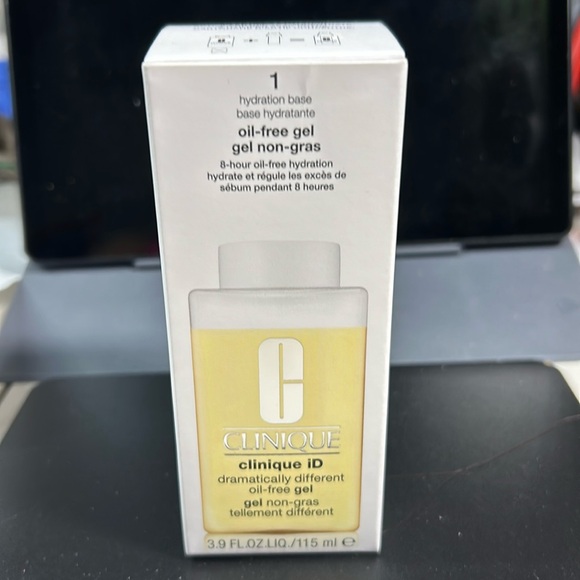 1
hydration base
base hydratante
oil-free gel
gel non-gras
8-hour oil-free hydration
hydrate et régule les excès de
sébum pendant 8 heures
CLINIQUE
clinique iD
dramatically different
oil-free gel
gel non-gras
tellement différent
3.9 FL.OZ.LIQ./115 ml ℮